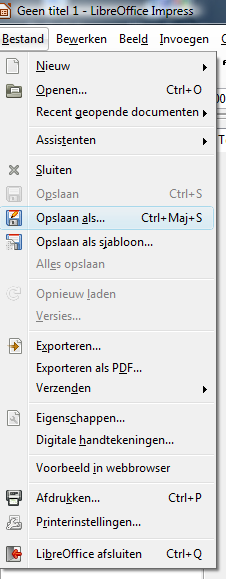 Geen titel 1 - LibreOffice Impress
Bestand Bewerken Beeld Invoegen
Nieuw
Openen... Ctrl+O
Recent geopende documenten
Assistenten
Sluiten
Opslaan Ctrl+S
Opslaan als... Ctrl+Maj+S
Opslaan als sjabloon...
Alles opslaan
Opnieuw laden
Versies...
Exporteren...
Exporteren als PDF...
Verzenden
Eigenschappen...
Digitale handtekeningen...
Voorbeeld in webbrowser
Afdrukken... Ctrl+P
Printerinstellingen...
LibreOffice afsluiten Ctrl+Q